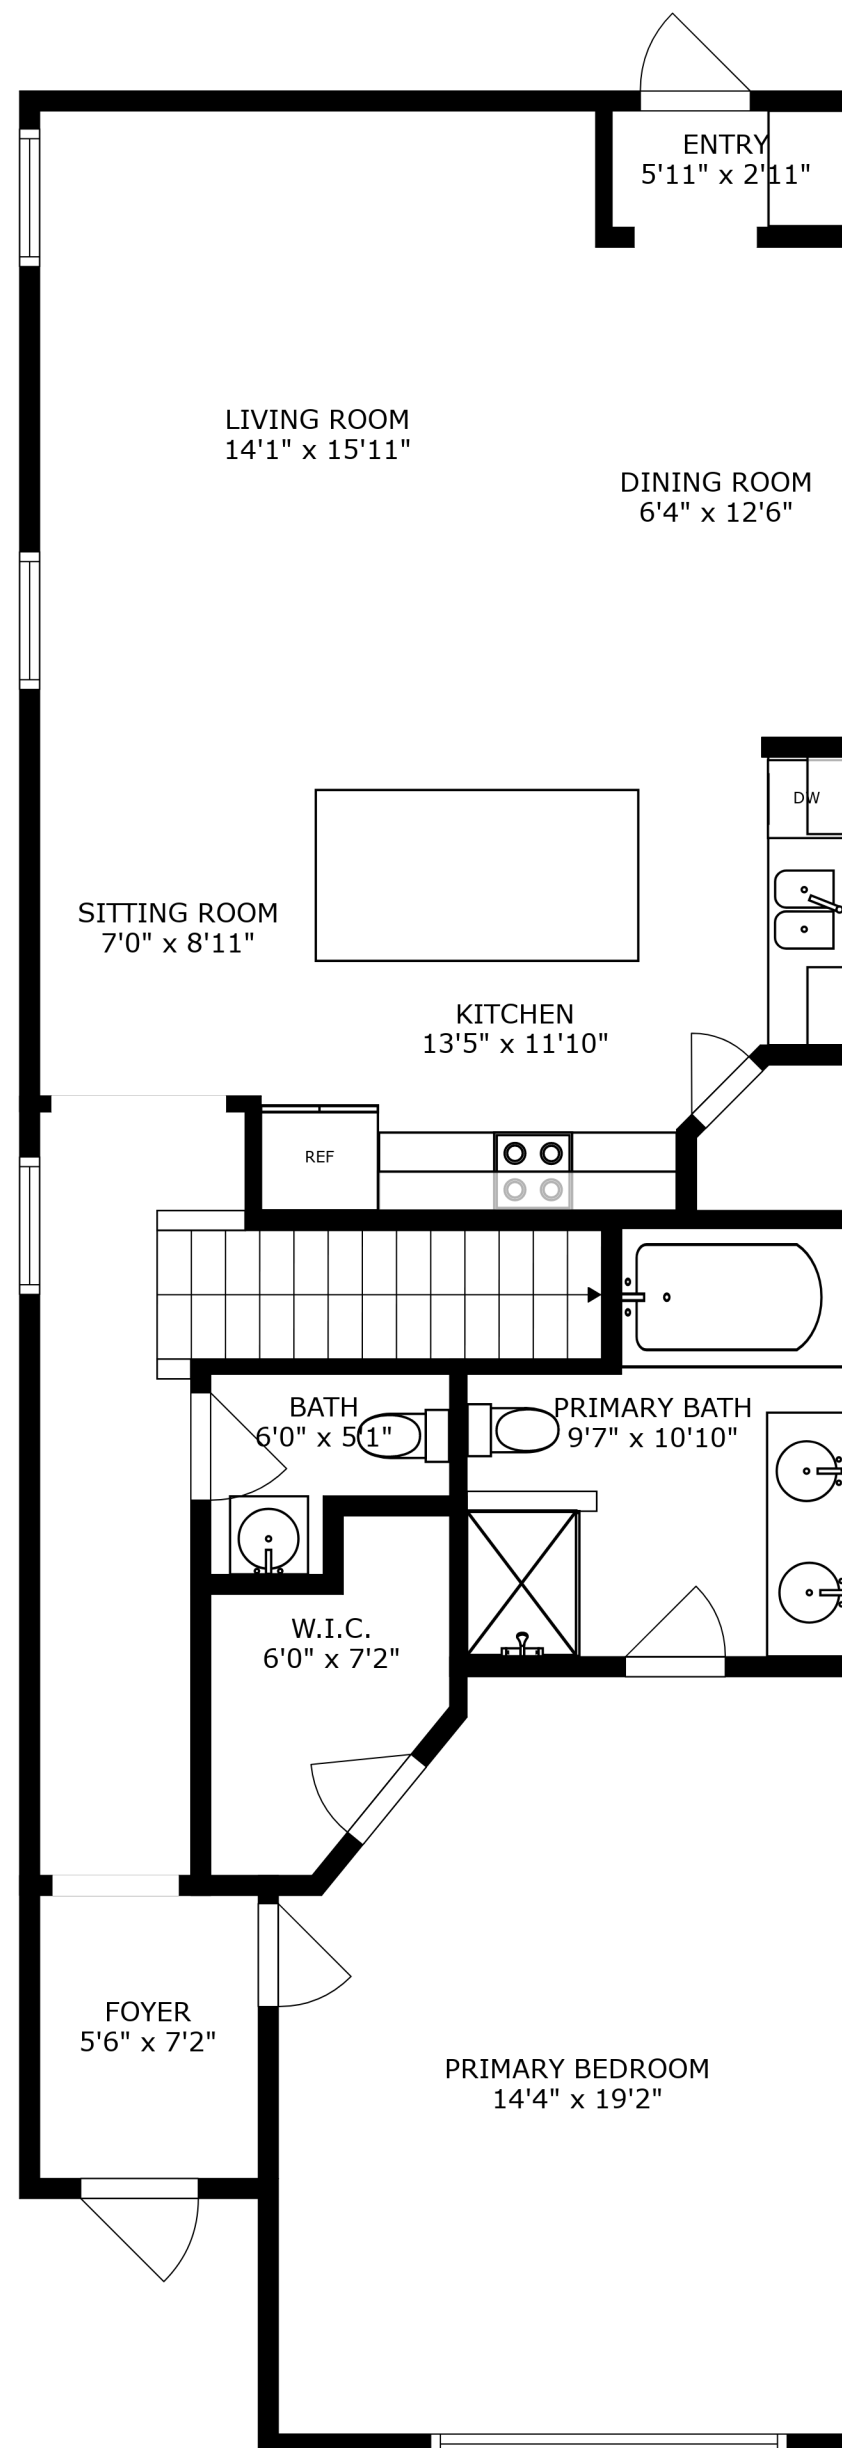 ENTRY
5'11" x 2'11"
LIVING ROOM
14'1" x 15'11"
DINING ROOM
6'4" x 12'6"
DW
SITTING ROOM
7'0" x 8'11"
KITCHEN
13'5" x 11'10"
REF
BATH
6'0" x 5'1"
PRIMARY BATH
9'7" x 10'10"
W.I.C.
6'0" x 7'2"
FOYER
5'6" x 7'2"
PRIMARY BEDROOM
14'4" x 19'2"